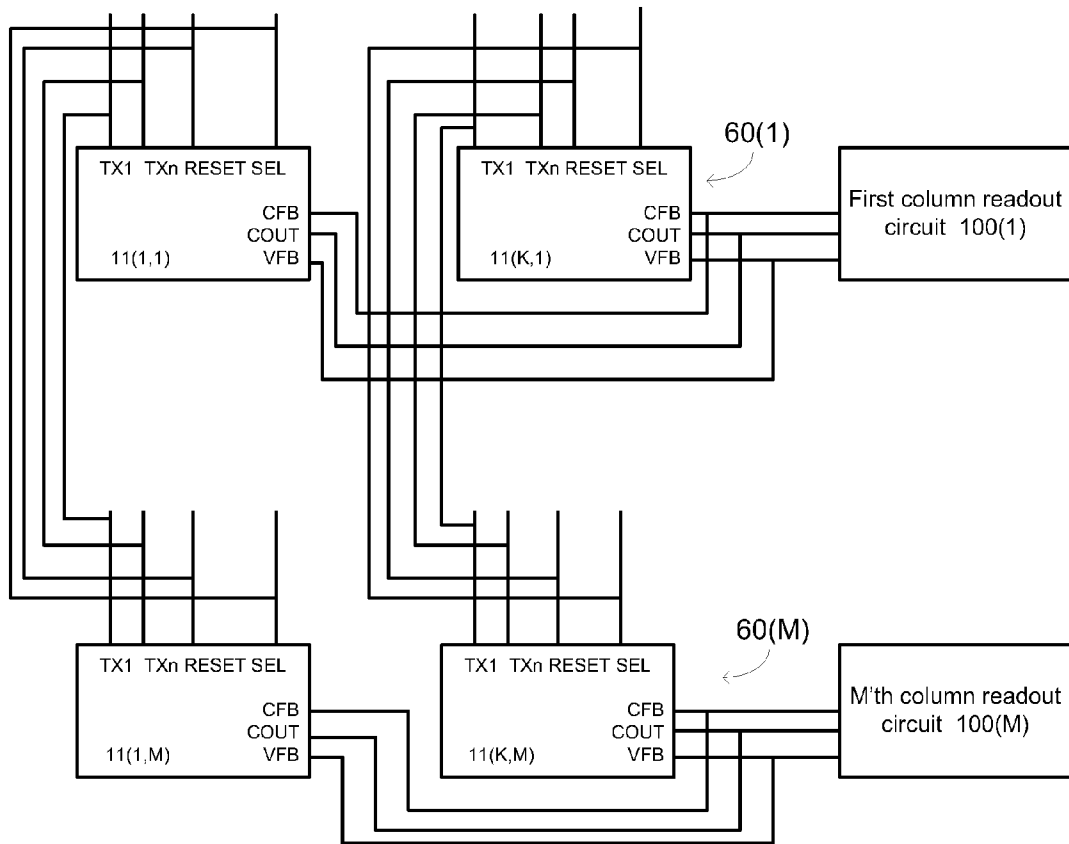 60(1)
TX1 TXn RESET SEL
CFB
COUT
VFB
11(1,1)
TX1 TXn RESET SEL
CFB
COUT
VFB
11(K,1)
First column readout
circuit 100(1)
60(M)
TX1 TXn RESET SEL
CFB
COUT
VFB
11(1,M)
TX1 TXn RESET SEL
CFB
COUT
VFB
11(K,M)
M'th column readout
circuit 100(M)